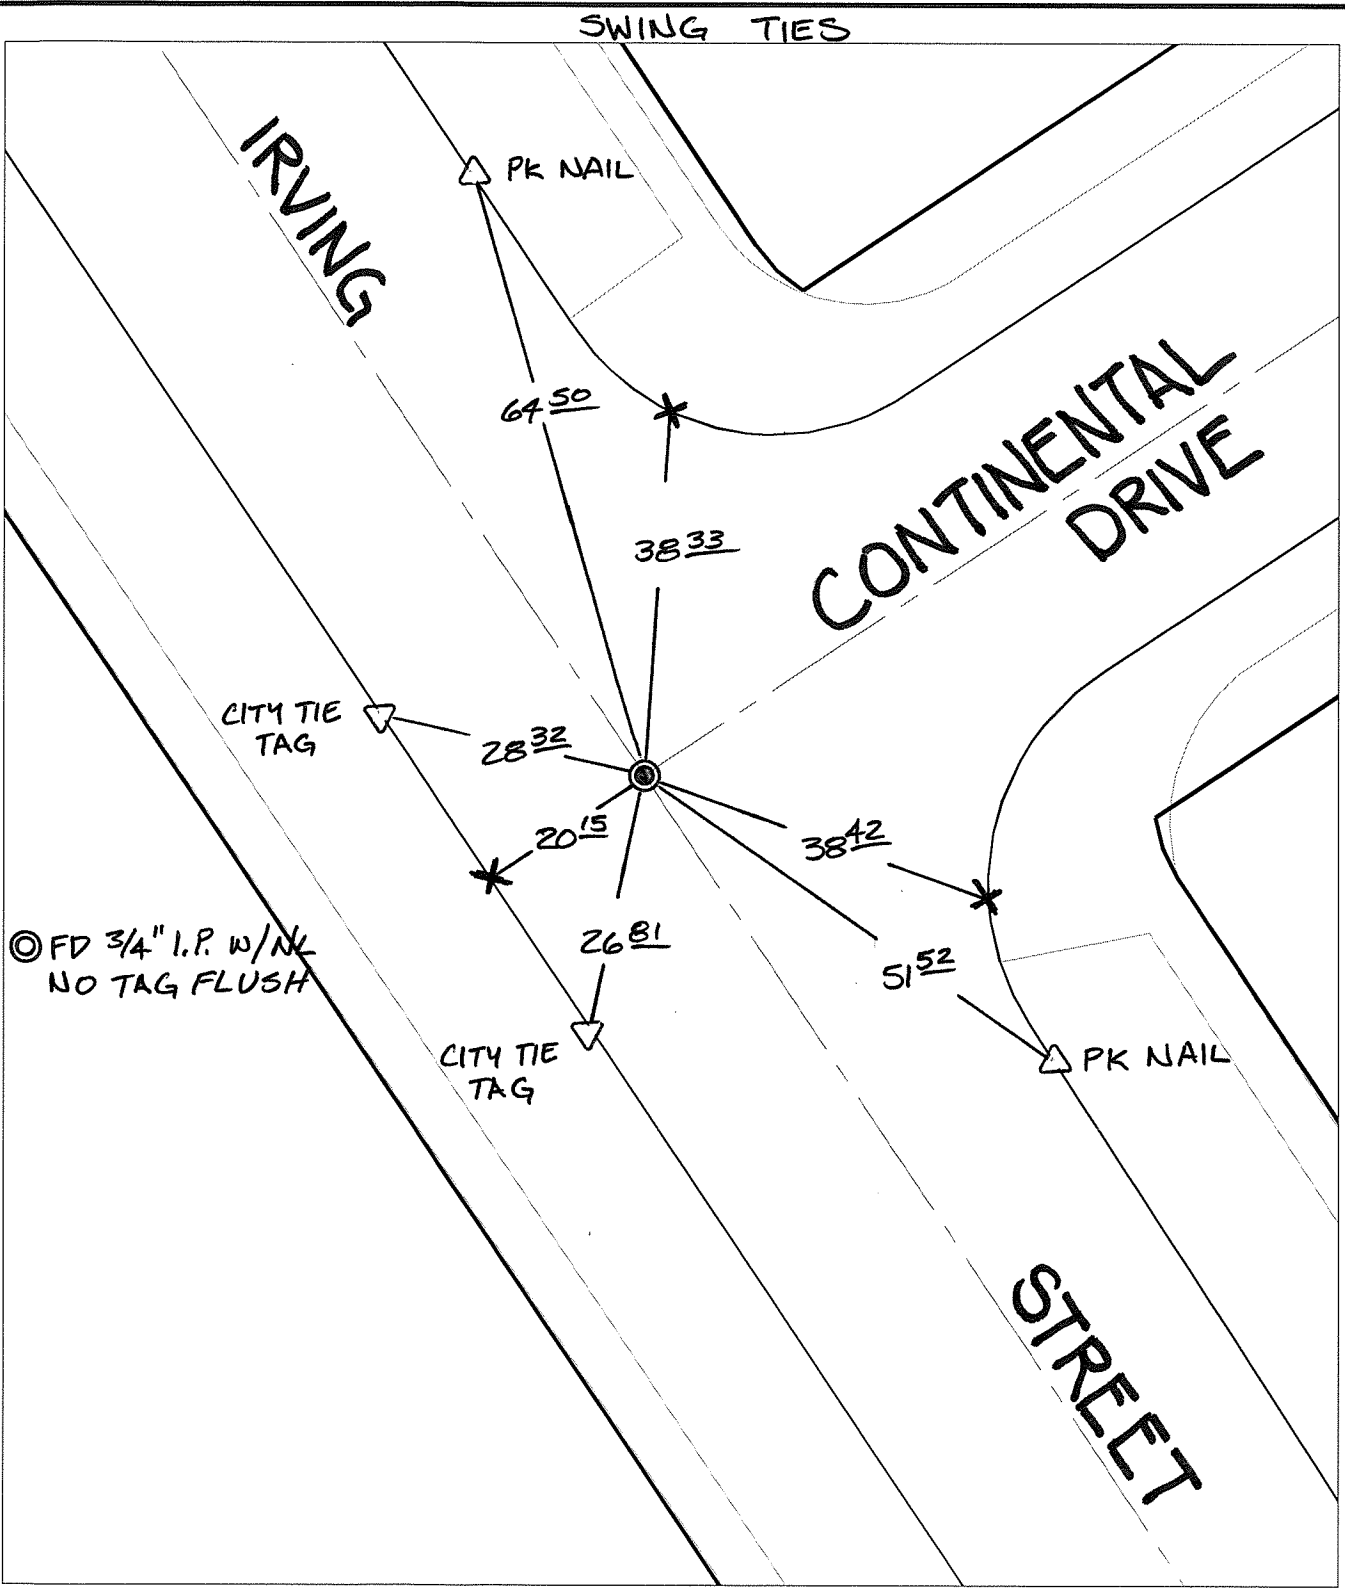 SWING TIES
IRVING
PK NAIL
64 50
38 33
CONTINENTAL
DRIVE
CITY TIE
TAG
28 32
20 15
38 42
FD 3/4" I.P. W/NL
NO TAG FLUSH
26 81
51 52
CITY TIE
TAG
PK NAIL
STREET